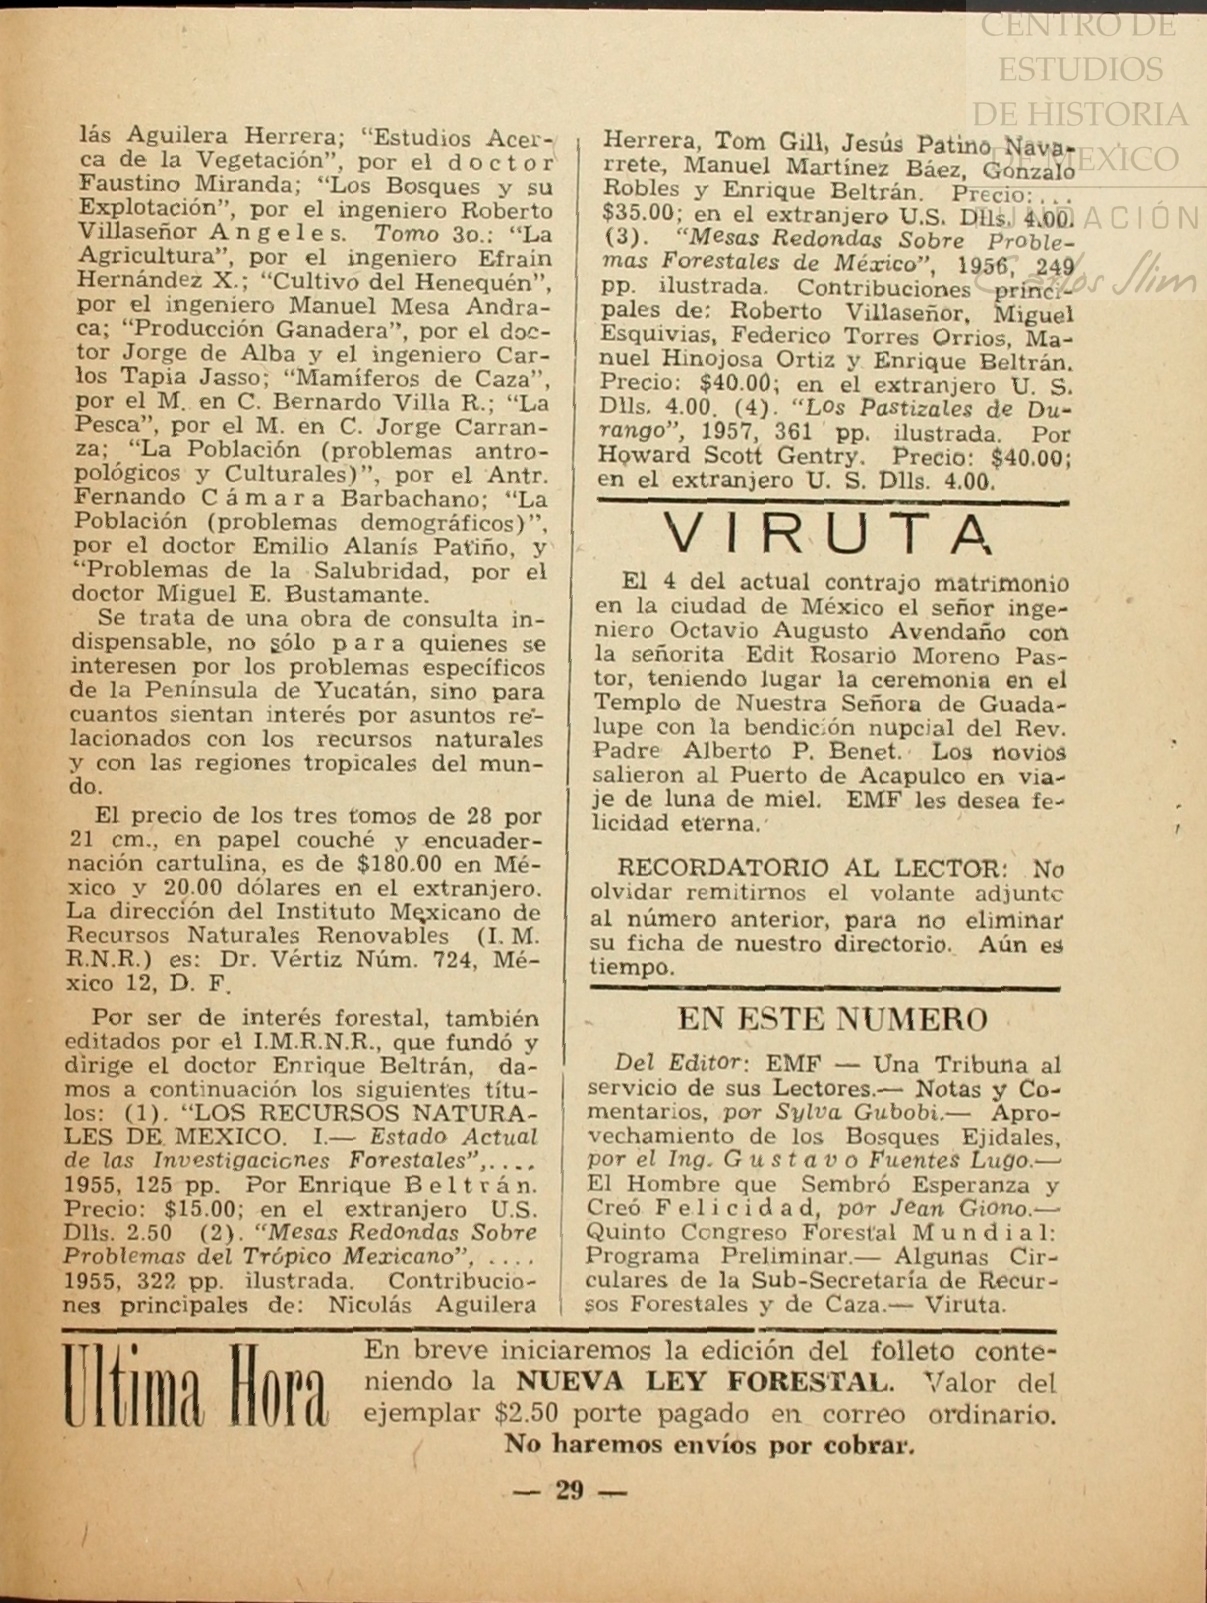 CENTRO DE
ESTUDIOS
DE HISTORIA
DE MEXICO
FUNDACIÓN
Carlos Slim
lás Aguilera Herrera; “Estudios Acer-
ca de la Vegetación”, por el doctor
Faustino Miranda; “Los Bosques y su
Explotación”, por el ingeniero Roberto
Villaseñor Angeles. Tomo 3o.: “La
Agricultura”, por el ingeniero Efraín
Hernández X.; “Cultivo del Henequén”,
por el ingeniero Manuel Mesa Andra-
ca; “Producción Ganadera”, por el doc-
tor Jorge de Alba y el ingeniero Car-
los Tapia Jasso; “Mamíferos de Caza”,
por el M. en C. Bernardo Villa R.; “La
Pesca”, por el M. en C. Jorge Carran-
za; “La Población (problemas antro-
pológicos y Culturales)”, por el Antr.
Fernando Cámara Barbachano; “La
Población (problemas demográficos)”,
por el doctor Emilio Alanís Patiño, y
“Problemas de la Salubridad, por el
doctor Miguel E. Bustamante.
Se trata de una obra de consulta in-
dispensable, no sólo para quienes se
interesen por los problemas específicos
de la Península de Yucatán, sino para
cuantos sientan interés por asuntos re-
lacionados con los recursos naturales
y con las regiones tropicales del mun-
do.
El precio de los tres tomos de 28 por
21 cm., en papel couché y encuader-
nación cartulina, es de $180.00 en Mé-
xico y 20.00 dólares en el extranjero.
La dirección del Instituto Mexicano de
Recursos Naturales Renovables (I. M.
R.N.R.) es: Dr. Vértiz Núm. 724, Mé-
xico 12, D. F.
Por ser de interés forestal, también
editados por el I.M.R.N.R., que fundó y
dirige el doctor Enrique Beltrán, da-
mos a continuación los siguientes títu-
los: (1). “LOS RECURSOS NATURA-
LES DE MEXICO. I.— Estado Actual
de las Investigaciones Forestales”,....
1955, 125 pp. Por Enrique Beltrán.
Precio: $15.00; en el extranjero U.S.
Dlls. 2.50 (2). “Mesas Redondas Sobre
Problemas del Trópico Mexicano”, ....
1955, 322 pp. ilustrada. Contribucio-
nes principales de: Nicolás Aguilera
Herrera, Tom Gill, Jesús Patino Nava-
rrete, Manuel Martínez Báez, Gonzalo
Robles y Enrique Beltrán. Precio:...
$35.00; en el extranjero U.S. Dlls. 4.00.
(3). “Mesas Redondas Sobre Proble-
mas Forestales de México”, 1956, 249
pp. ilustrada. Contribuciones princi-
pales de: Roberto Villaseñor, Miguel
Esquivias, Federico Torres Orrios, Ma-
nuel Hinojosa Ortiz y Enrique Beltrán.
Precio: $40.00; en el extranjero U. S.
Dlls. 4.00. (4). “Los Pastizales de Du-
rango”, 1957, 361 pp. ilustrada. Por
Howard Scott Gentry. Precio: $40.00;
en el extranjero U. S. Dlls. 4.00.
VIRUTA
El 4 del actual contrajo matrimonio
en la ciudad de México el señor inge-
niero Octavio Augusto Avendaño con
la señorita Edit Rosario Moreno Pas-
tor, teniendo lugar la ceremonia en el
Templo de Nuestra Señora de Guada-
lupe con la bendición nupcial del Rev.
Padre Alberto P. Benet. Los novios
salieron al Puerto de Acapulco en via-
je de luna de miel. EMF les desea fe-
licidad eterna.
RECORDATORIO AL LECTOR: No
olvidar remitirnos el volante adjunto
al número anterior, para no eliminar
su ficha de nuestro directorio. Aún es
tiempo.
EN ESTE NUMERO
Del Editor: EMF — Una Tribuna al
servicio de sus Lectores.— Notas y Co-
mentarios, por Sylva Gubobi.— Apro-
vechamiento de los Bosques Ejidales,
por el Ing. Gustavo Fuentes Lugo.—
El Hombre que Sembró Esperanza y
Creó Felicidad, por Jean Giono.—
Quinto Congreso Forestal Mundial:
Programa Preliminar.— Algunas Cir-
culares de la Sub-Secretaría de Recur-
sos Forestales y de Caza.— Viruta.
Ultima Hora
En breve iniciaremos la edición del folleto conte-
niendo la NUEVA LEY FORESTAL. Valor del
ejemplar $2.50 porte pagado en correo ordinario.
No haremos envíos por cobrar.
— 29 —